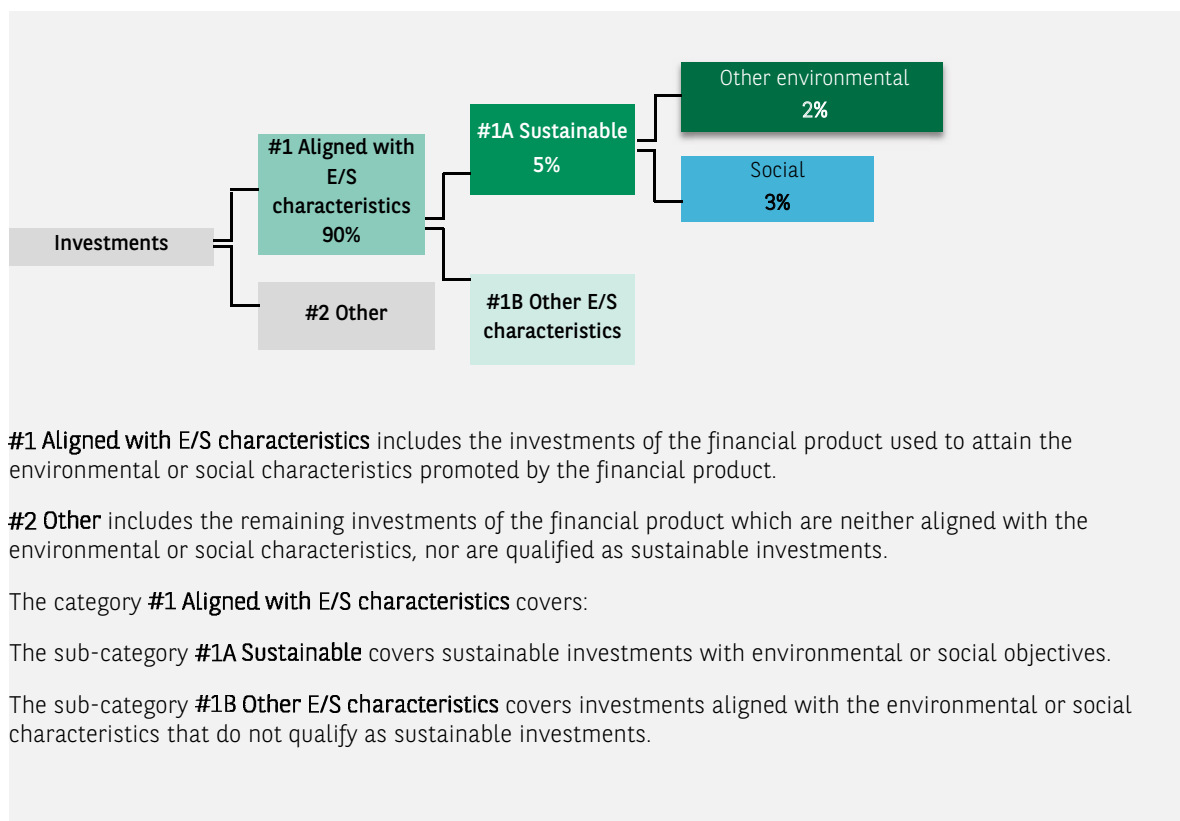 Other environmental
2%
#1A Sustainable
5%
#1 Aligned with
E/S
characteristics
90%
Social
3%
Investments
#2 Other
#1B Other E/S
characteristics
#1 Aligned with E/S characteristics includes the investments of the financial product used to attain the
environmental or social characteristics promoted by the financial product.
#2 Other includes the remaining investments of the financial product which are neither aligned with the
environmental or social characteristics, nor are qualified as sustainable investments.
The category #1 Aligned with E/S characteristics covers:
The sub-category #1A Sustainable covers sustainable investments with environmental or social objectives.
The sub-category #1B Other E/S characteristics covers investments aligned with the environmental or social
characteristics that do not qualify as sustainable investments.